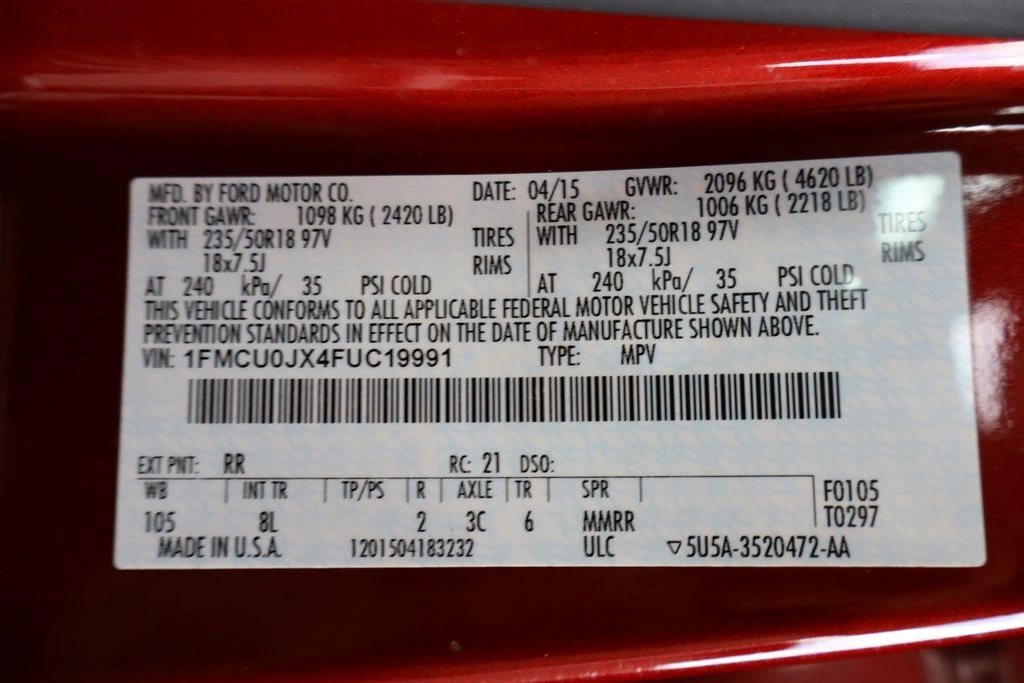 MFD. BY FORD MOTOR CO. DATE: 04/15 GVWR: 2096 KG ( 4620 LB)
FRONT GAWR: 1098 KG ( 2420 LB) REAR GAWR: 1006 KG ( 2218 LB)
WITH 235/50R18 97V TIRES WITH 235/50R18 97V TIRES
18x7.5J RIMS 18x7.5J RIMS
AT 240 kPa/ 35 PSI COLD AT 240 kPa/ 35 PSI COLD
THIS VEHICLE CONFORMS TO ALL APPLICABLE FEDERAL MOTOR VEHICLE SAFETY AND THEFT
PREVENTION STANDARDS IN EFFECT ON THE DATE OF MANUFACTURE SHOWN ABOVE.
VIN: 1FMCU0JX4FUC19991 TYPE: MPV
EXT PNT: RR RC: 21 DSO:
WB INT TR TP/PS R AXLE TR SPR F0105
105 8L 2 3C 6 MMRR T0297
MADE IN U.S.A. 1201504183232 ULC ▽5U5A-3520472-AA